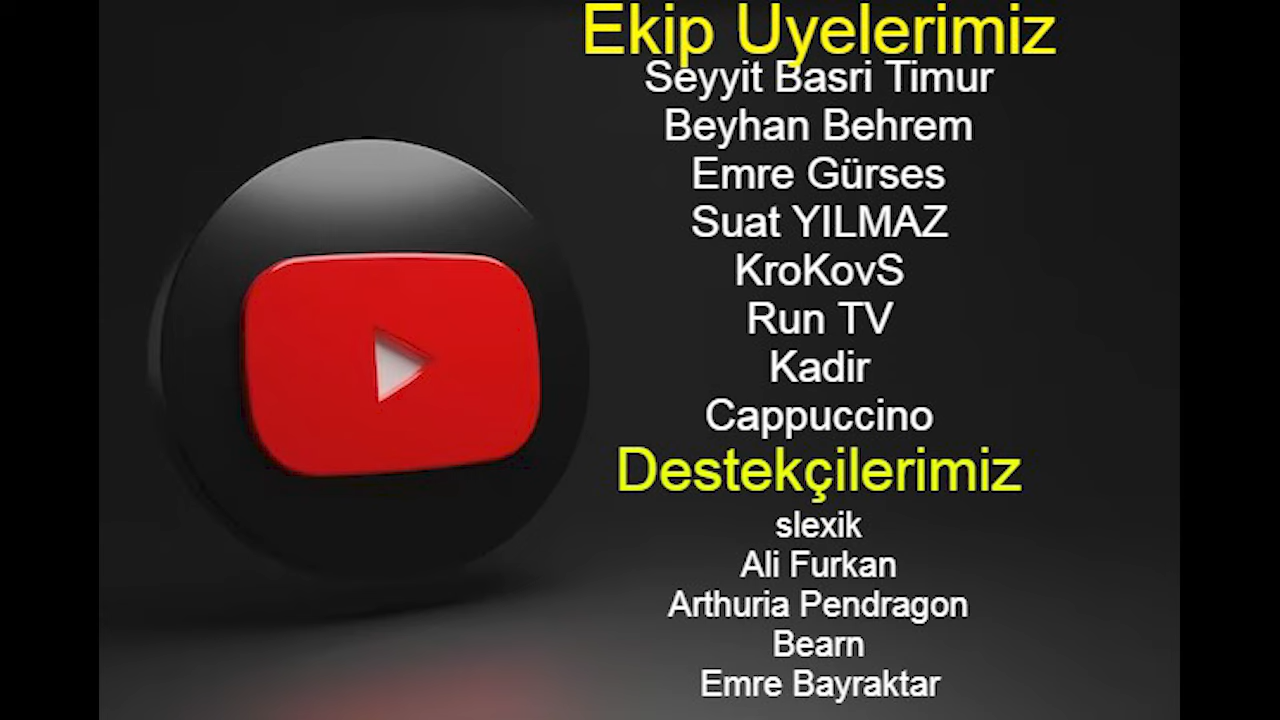 Ekip Üyelerimiz
Seyyit Basri Timur
Beyhan Behrem
Emre Gürses
Suat YILMAZ
KroKovS
Run TV
Kadir
Cappuccino
Destekçilerimiz
slexik
Ali Furkan
Arthuria Pendragon
Bearn
Emre Bayraktar